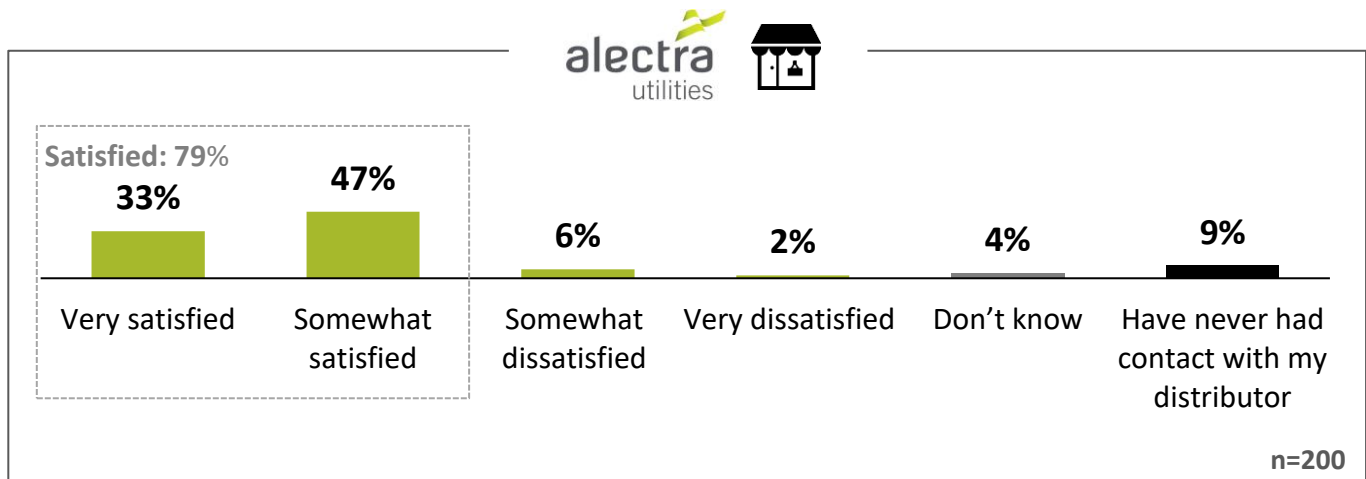 alectra
utilities
Satisfied: 79%
33%
47%
6%
2%
4%
9%
Very satisfied
Somewhat
satisfied
Somewhat
dissatisfied
Very dissatisfied
Don’t know
Have never had
contact with my
distributor
n=200